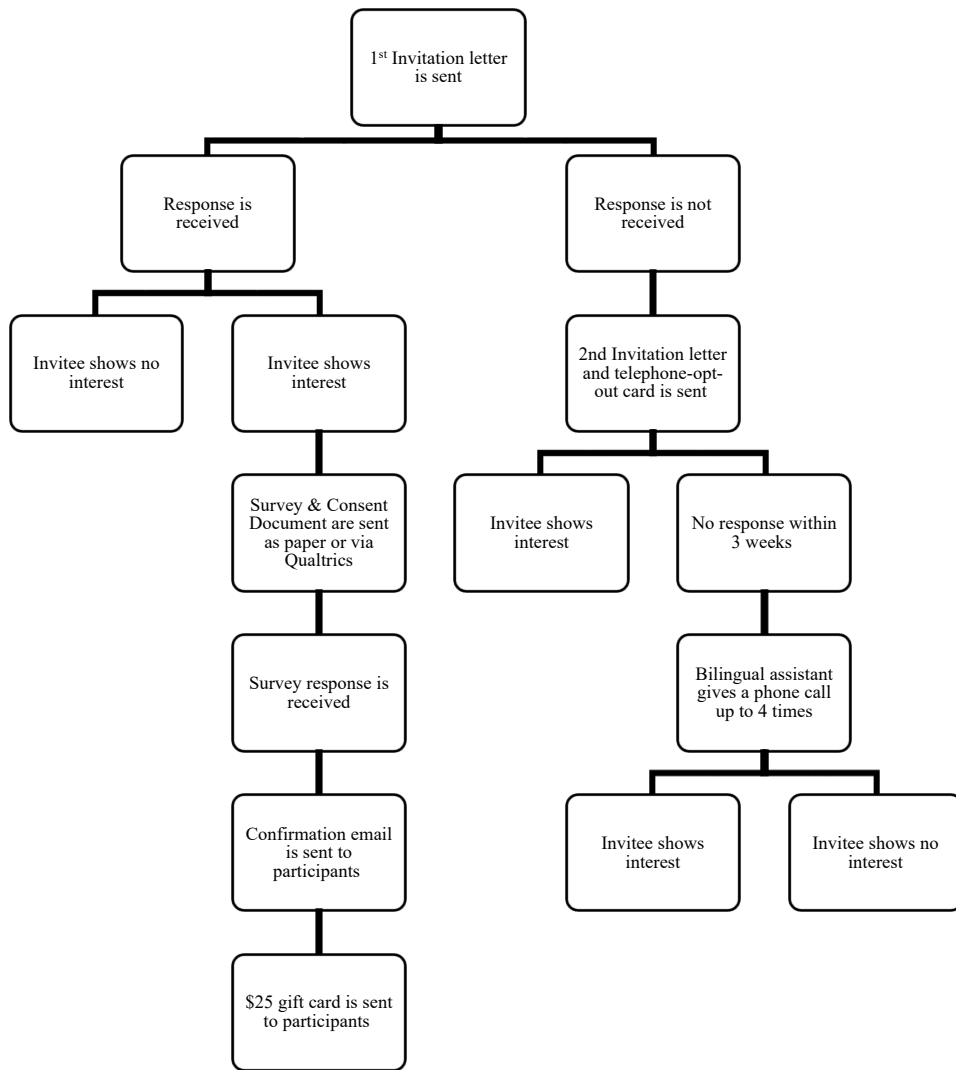 1st Invitation letter
is sent
Response is
received
Response is not
received
Invitee shows no
interest
Invitee shows
interest
2nd Invitation letter
and telephone-opt-
out card is sent
Survey & Consent
Document are sent
as paper or via
Qualtrics
Invitee shows
interest
No response within
3 weeks
Survey response is
received
Bilingual assistant
gives a phone call
up to 4 times
Confirmation email
is sent to
participants
Invitee shows
interest
Invitee shows no
interest
$25 gift card is sent
to participants